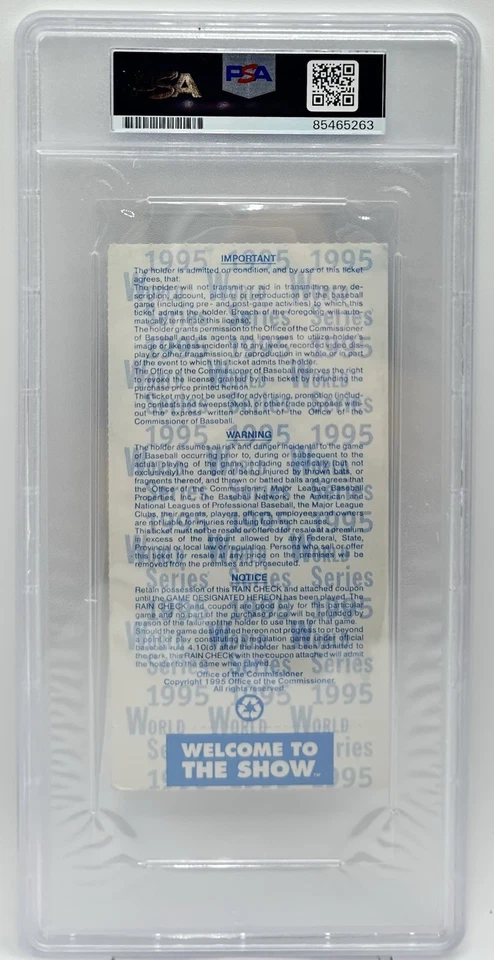 PSA
PSA
85465263
1995 1995 1995
World World World
Series Series Series
IMPORTANT
The holder is admitted on condition, and by use of this ticket
agrees, that:
The holder will not transmit or aid in transmitting any de-
scription, account, picture or reproduction of the baseball
game (including pre - and post-game activities) to which this
ticket admits the holder. Breach of the foregoing will auto-
matically terminate this license.
The holder grants permission to the Office of the Commissioner
of Baseball and its agents and licensees to utilize holder's
image or likeness incidental to any live or recorded video dis-
play or other transmission or reproduction in whole or in part
of the event to which this ticket admits the holder.
The Office of the Commissioner of Baseball reserves the right
to revoke the license granted by this ticket by refunding the
purchase price printed hereon.
This ticket may not be used for advertising, promotion (includ-
ing contests and sweepstakes), or other trade purposes with-
out the express written consent of the Office of the
Commissioner of Baseball.
WARNING
The holder assumes all risk and danger incidental to the game
of Baseball occurring prior to, during or subsequent to the
actual playing of the game, including specifically (but not
exclusively) the danger of being injured by thrown bats, or
fragments thereof, and thrown or batted balls and agrees that
the Office of the Commissioner, Major League Baseball
Properties, Inc., the Baseball Network, the American and
National Leagues of Professional Baseball, the Major League
Clubs, their agents, players, officers, employees and owners
are not liable for injuries resulting from such cause.
This ticket must not be resold or offered for resale at a premium
in excess of the amount allowed by any Federal, State,
Provincial or local law or regulation. Persons who sell or offer
this ticket for resale in violation on the premises will be
removed from the premises and prosecuted.
NOTICE
Retain possession of this RAIN CHECK and attached coupon
until the GAME DESIGNATED HEREON has been played. The
RAIN CHECK and coupon are good only for the above
game and no part of the purchase price will be refunded by
reason of the failure of the holder to use them for that game.
Should the game designated hereon not progress to or beyond
a point of play constituting a regulation game under official
baseball rule 4.10(c) after the holder has been admitted to
the park, this RAIN CHECK with the coupon attached will admit
the holder to the game when played.
Office of the Commissioner
Copyright 1995 Office of the Commissioner.
All rights reserved.
WELCOME TO
THE SHOW™